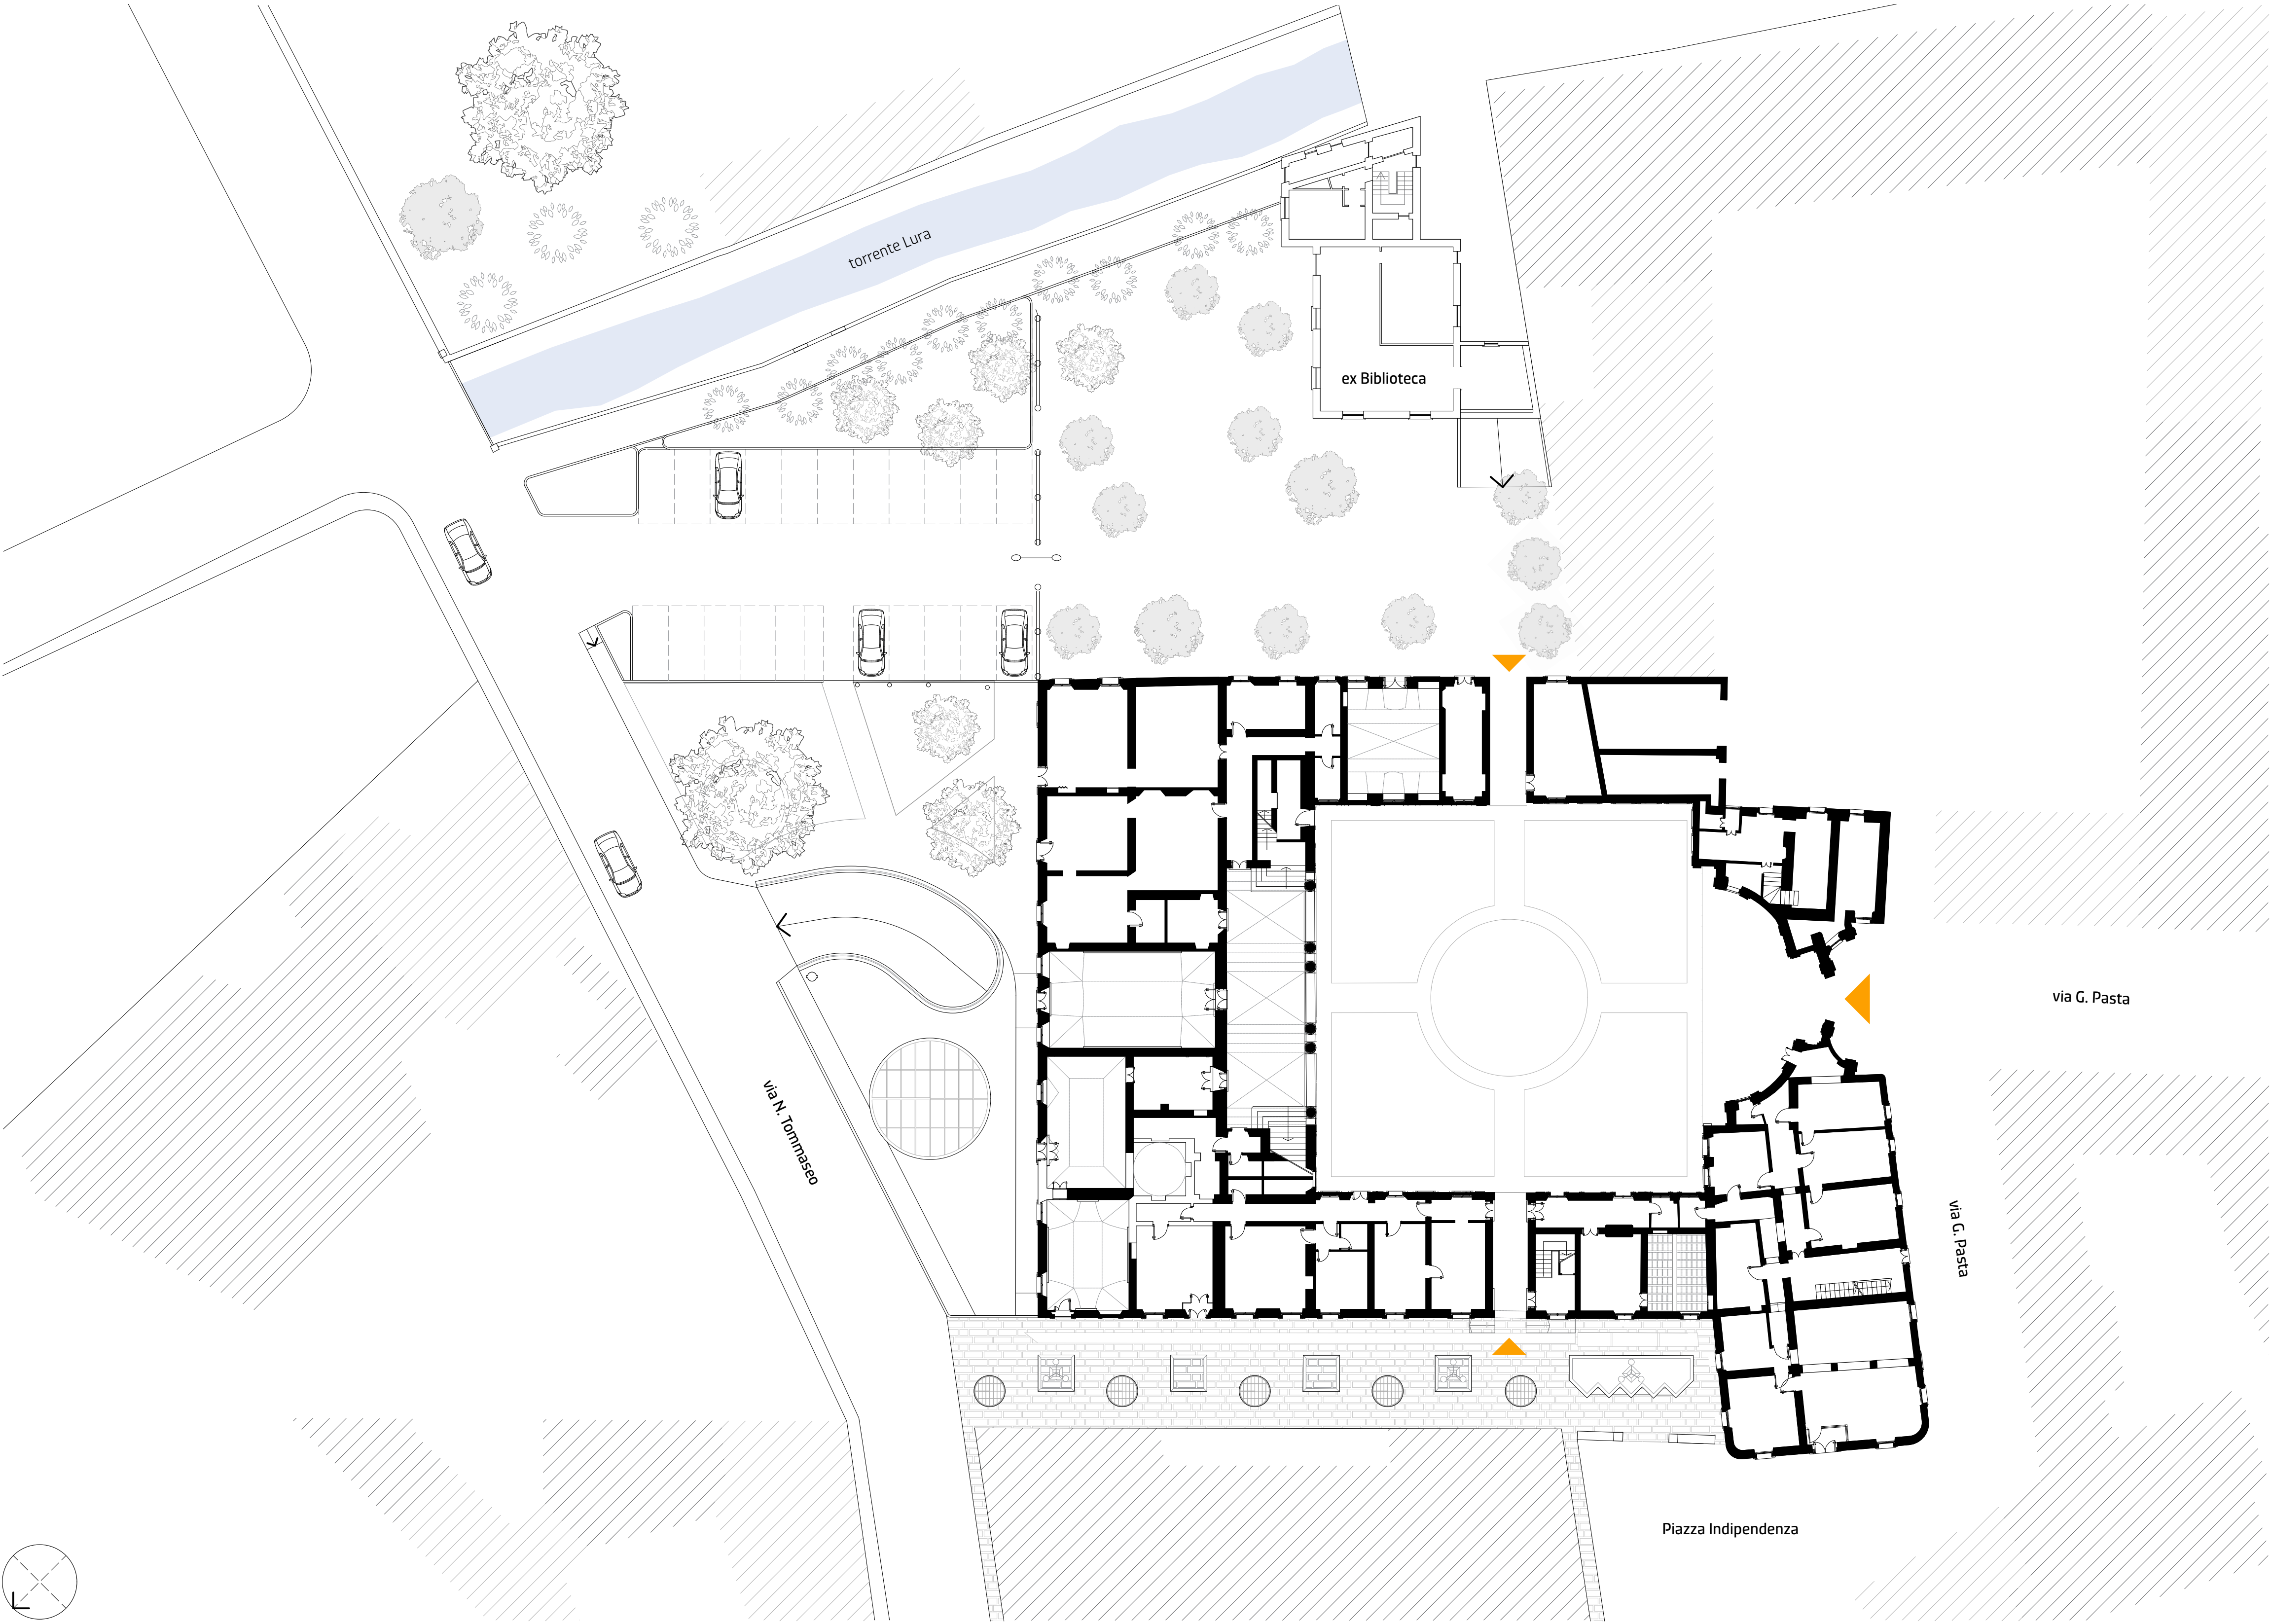 torrente Lura
ex Biblioteca
via G. Pasta
via N. Tommaseo
via G. Pasta
Piazza Indipendenza